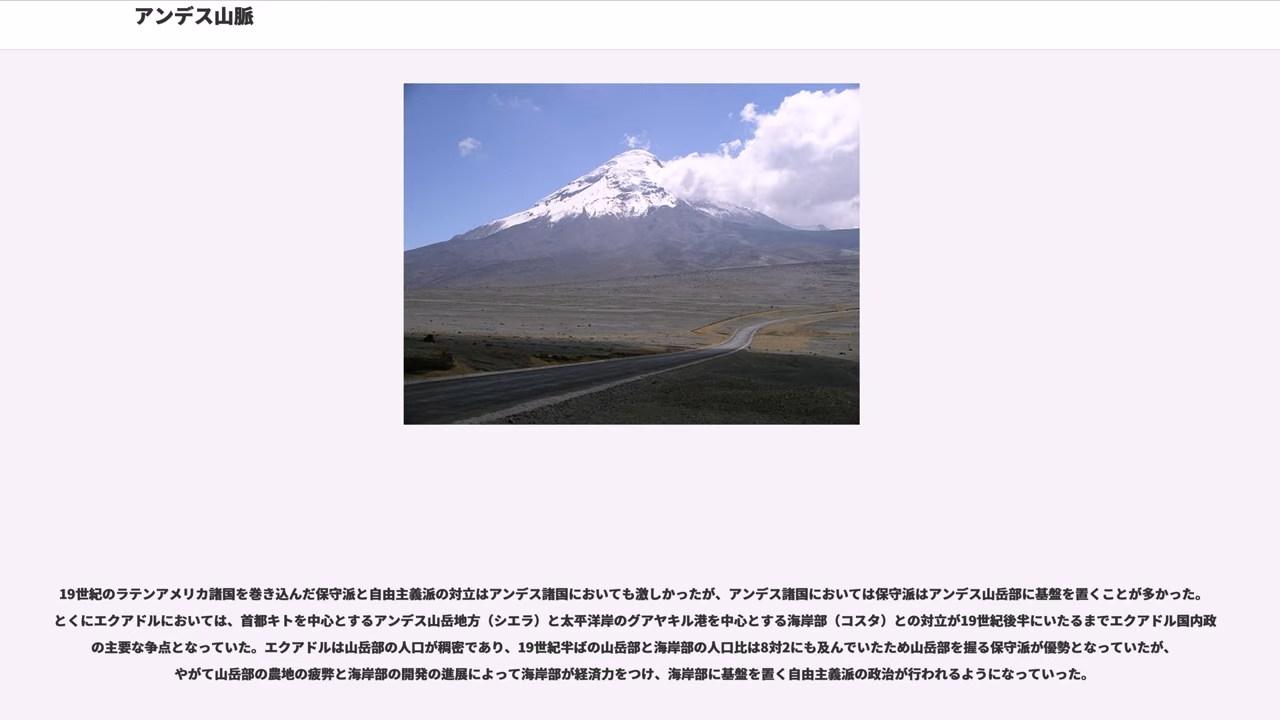 アンデス山脈
19世紀のラテンアメリカ諸国を巻き込んだ保守派と自由主義派の対立はアンデス諸国においても激しかったが、アンデス諸国においては保守派はアンデス山岳部に基盤を置くことが多かった。
とくにエクアドルにおいては、首都キトを中心とするアンデス山岳地方（シエラ）と太平洋岸のグアヤキル港を中心とする海岸部（コスタ）との対立が19世紀後半にいたるまでエクアドル国内政
の主要な争点となっていた。エクアドルは山岳部の人口が稠密であり、19世紀半ばの山岳部と海岸部の人口比は8対2にも及んでいたため山岳部を握る保守派が優勢となっていたが、
やがて山岳部の農地の疲弊と海岸部の開発の進展によって海岸部が経済力をつけ、海岸部に基盤を置く自由主義派の政治が行われるようになっていった。